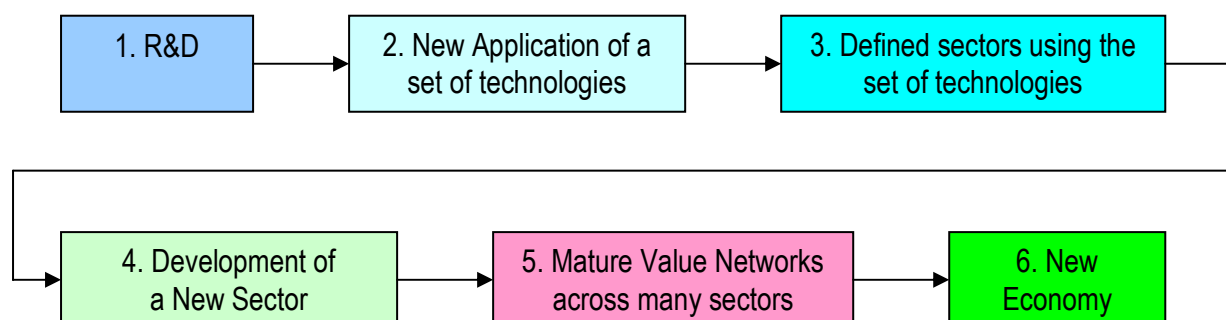 1. R&D
2. New Application of a
set of technologies
3. Defined sectors using the
set of technologies
4. Development of
a New Sector
5. Mature Value Networks
across many sectors
6. New
Economy